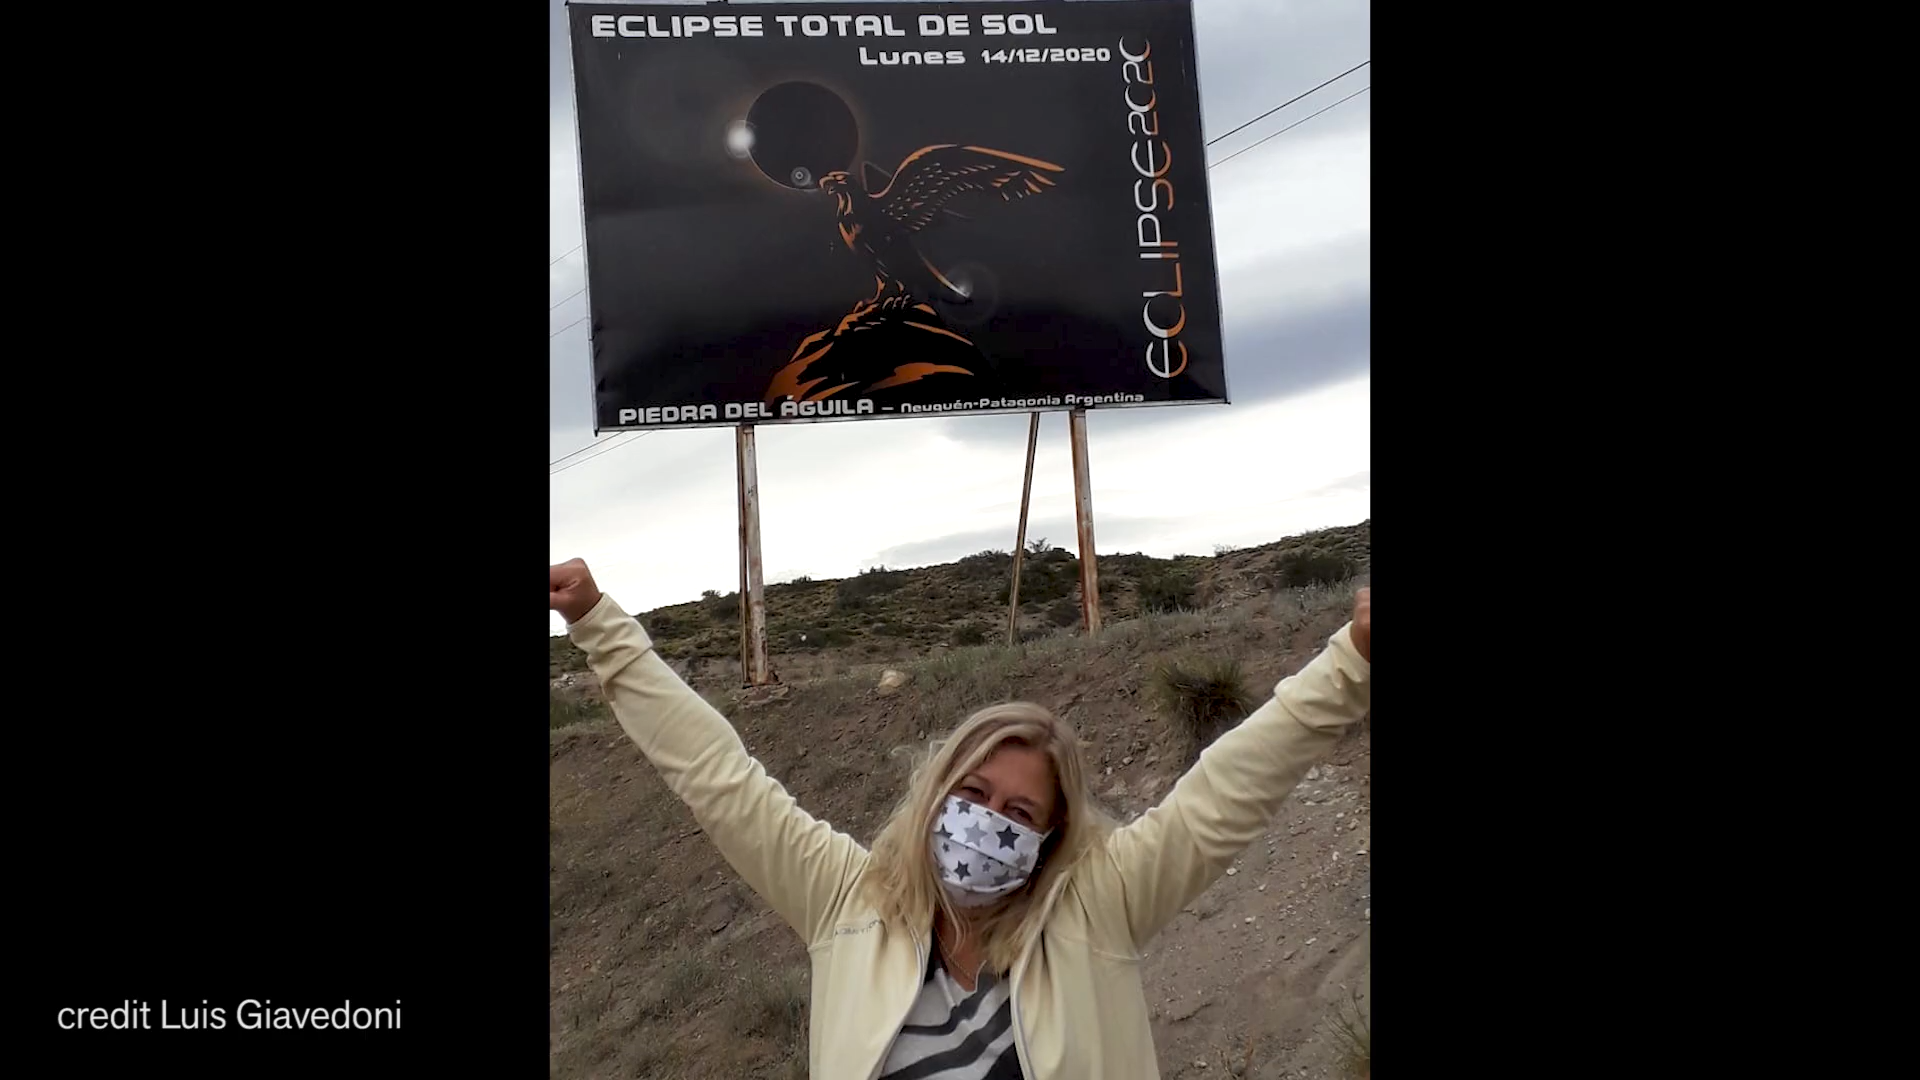 ECLIPSE TOTAL DE SOL
Lunes 14/12/2020
ECLIPSE2020
PIEDRA DEL ÁGUILA – Neuquén-Patagonia Argentina
credit Luis Giavedoni